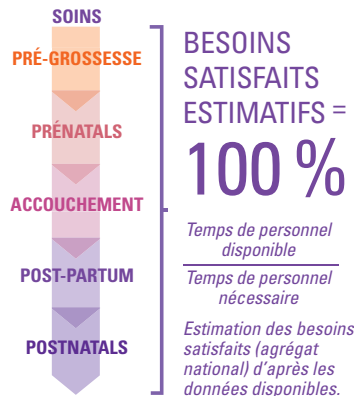 SOINS
PRÉ-GROSSESSE
PRÉNATALS
ACCOUCHEMENT
POST-PARTUM
POSTNATALS
BESOINS
SATISFAITS
ESTIMATIFS =
100 %
Temps de personnel
disponible
Temps de personnel
nécessaire
Estimation des besoins
satisfaits (agrégat
national) d’après les
données disponibles.